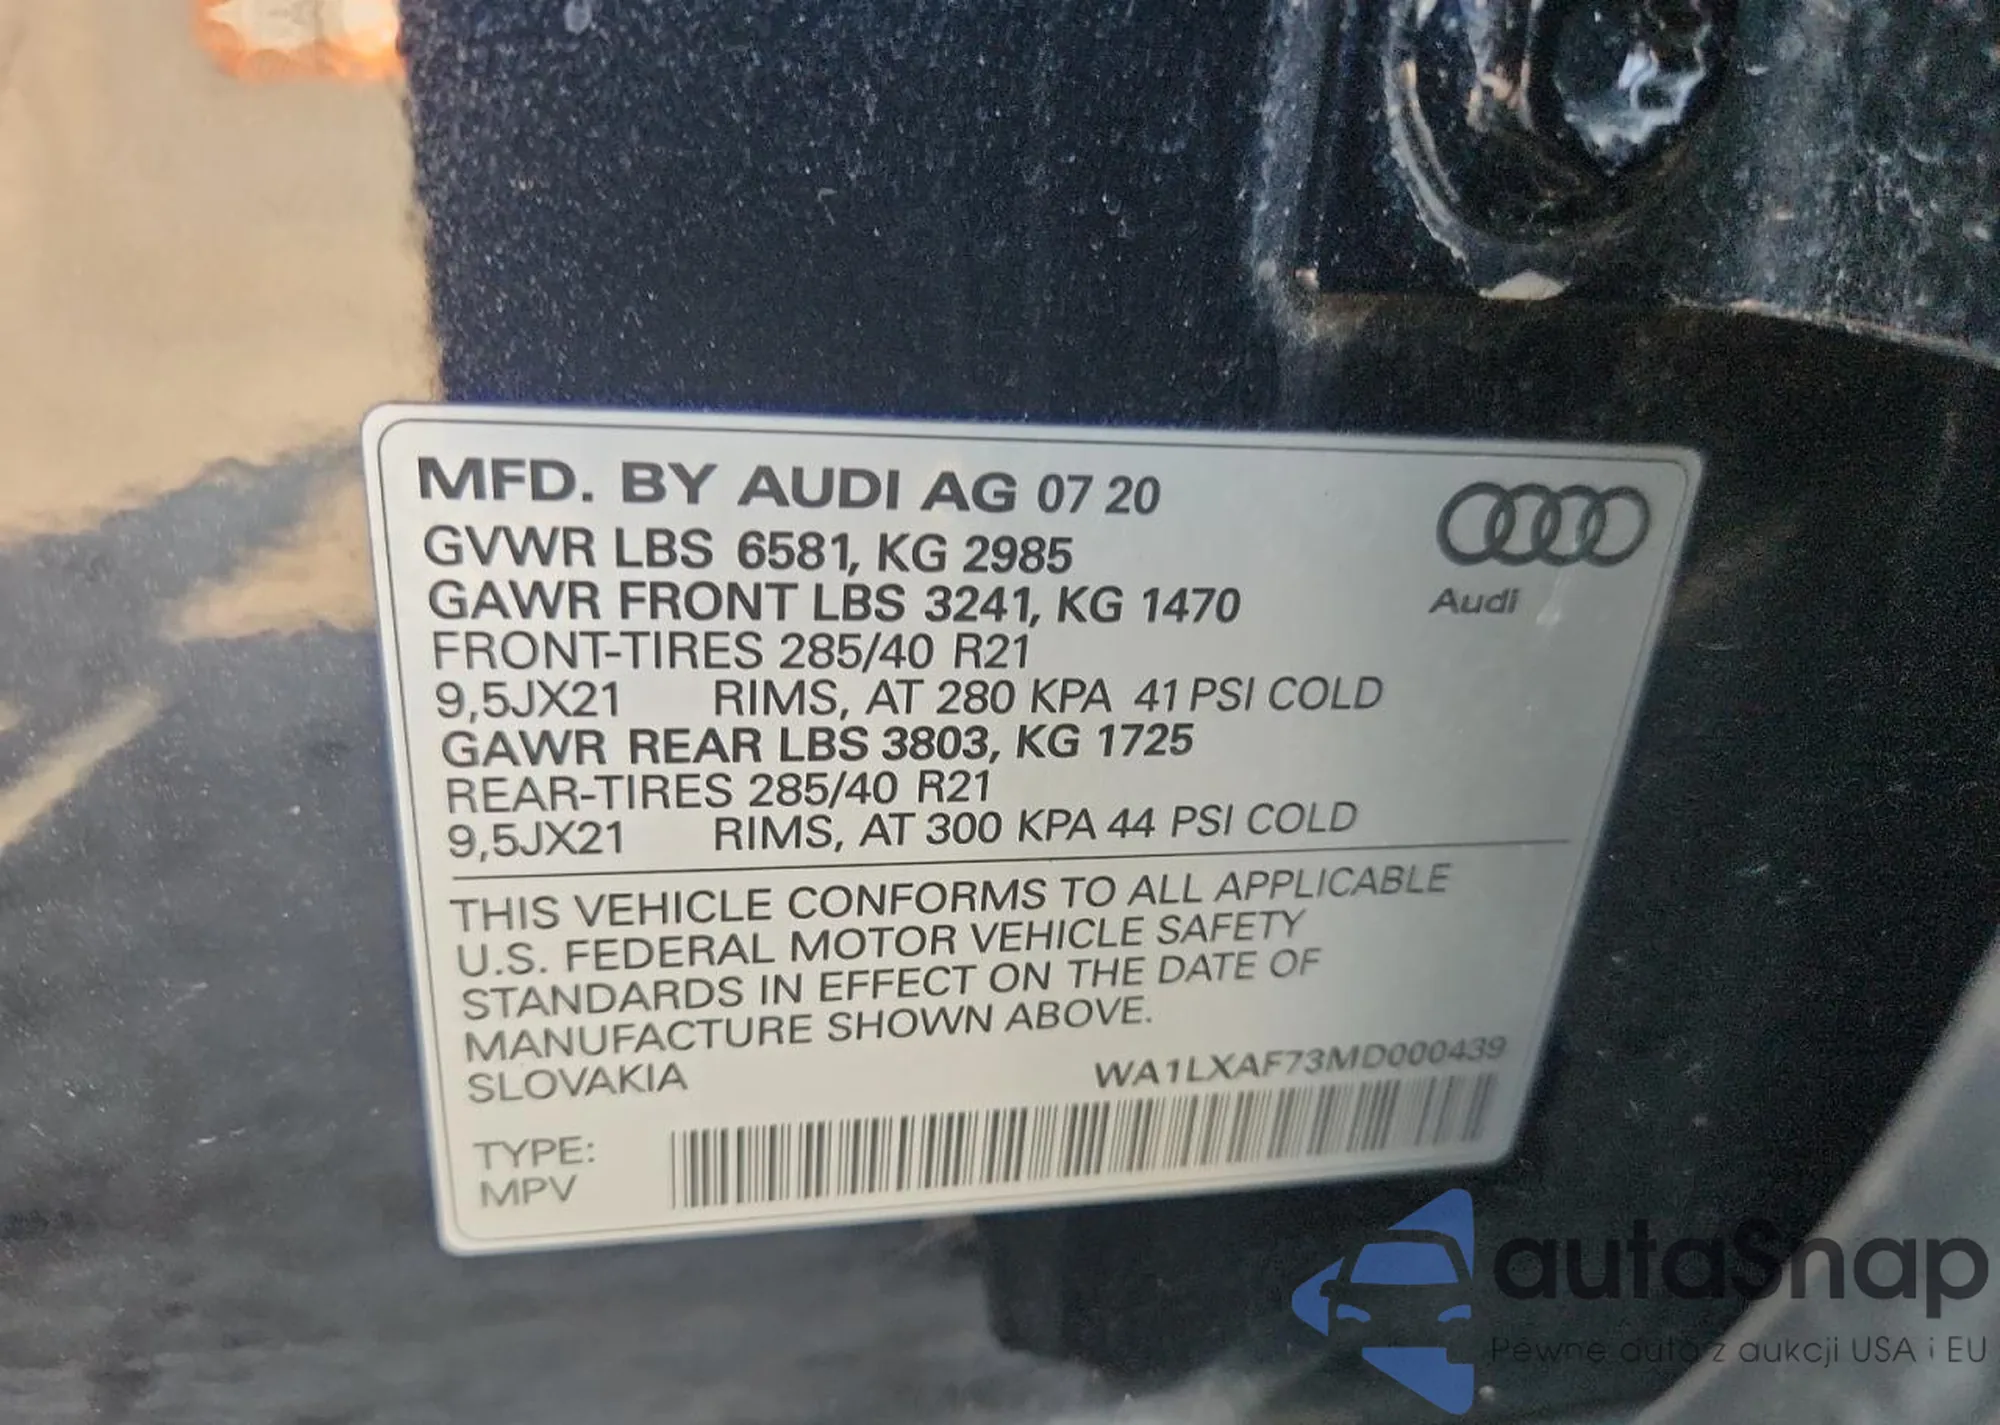 MFD. BY AUDI AG 07 20
GVWR LBS 6581, KG 2985
GAWR FRONT LBS 3241, KG 1470
FRONT-TIRES 285/40 R21
9,5JX21 RIMS, AT 280 KPA 41 PSI COLD
GAWR REAR LBS 3803, KG 1725
REAR-TIRES 285/40 R21
9,5JX21 RIMS, AT 300 KPA 44 PSI COLD
Audi
THIS VEHICLE CONFORMS TO ALL APPLICABLE
U.S. FEDERAL MOTOR VEHICLE SAFETY
STANDARDS IN EFFECT ON THE DATE OF
MANUFACTURE SHOWN ABOVE.
SLOVAKIA WA1LXAF73MD000439
TYPE:
MPV
autaSnap
Pewne auta z aukcji USA i EU